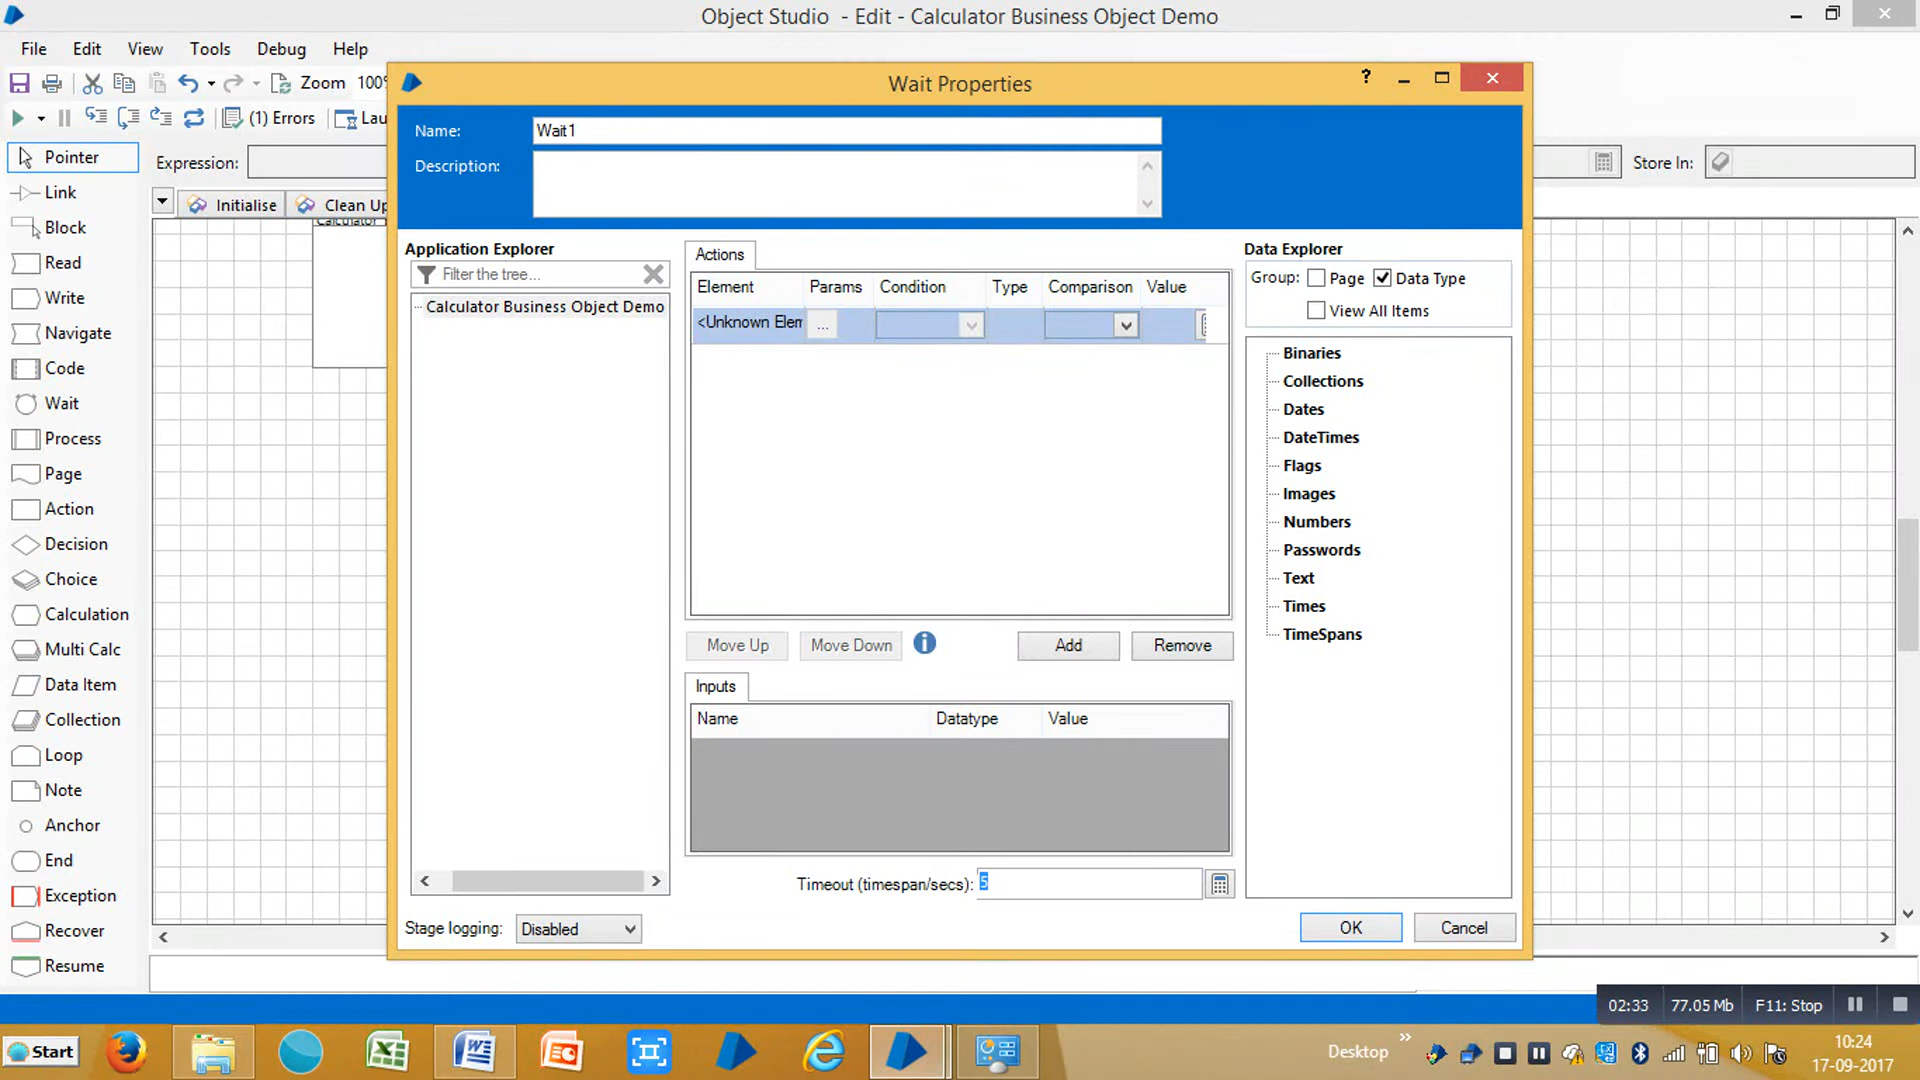 Object Studio - Edit - Calculator Business Object Demo
File Edit View Tools Debug Help
Zoom 100%
(1) Errors
Wait Properties
?
Name: Wait1
Description:
Pointer
Expression:
Store In:
Link
Initialise
Clean Up
Calculator
Block
Read
Write
Navigate
Code
Wait
Process
Page
Action
Decision
Choice
Calculation
Multi Calc
Data Item
Collection
Loop
Note
Anchor
End
Exception
Recover
Resume
Application Explorer
Filter the tree...
Calculator Business Object Demo
Actions
Element Params Condition Type Comparison Value
<Unknown Elem
...
Move Up Move Down Add Remove
Inputs
Name Datatype Value
Timeout (timespan/secs): 5
Stage logging: Disabled
Data Explorer
Group: Page Data Type
View All Items
Binaries
Collections
Dates
DateTimes
Flags
Images
Numbers
Passwords
Text
Times
TimeSpans
OK Cancel
02:33 77.05 Mb F11: Stop
Start
Desktop
10:24
17-09-2017